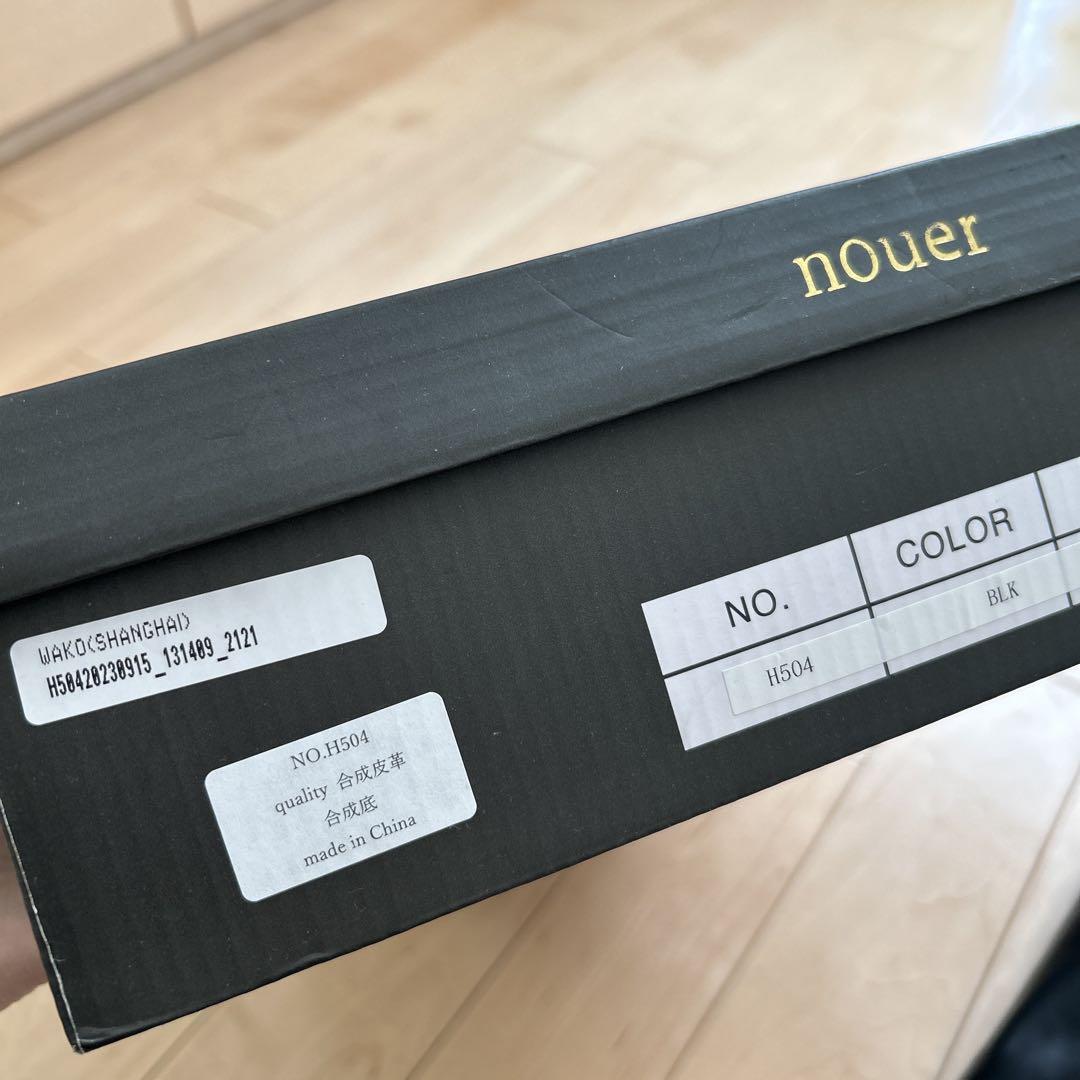 nouer
WAKO(SHANGHAI)
H50420230915_131409_2121
NO.H504
quality 合成皮革
合成底
made in China
NO. COLOR
H504 BLK